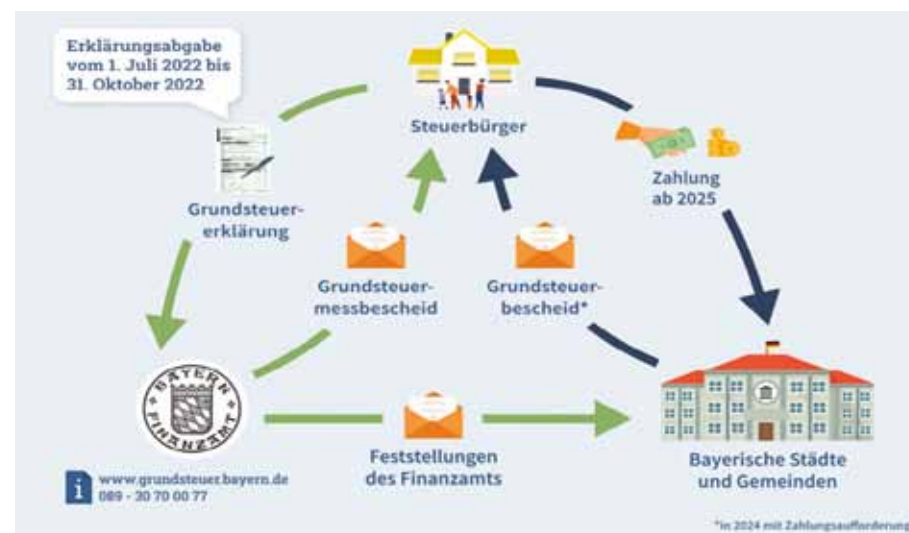 Erklärungsabgabe
vom 1. Juli 2022 bis
31. Oktober 2022
Steuerbürger
Grundsteuer-
erklärung
Zahlung
ab 2025
Grundsteuer-
messbescheid
Grundsteuer-
bescheid*
BAYERN
FINANZAMT
Feststellungen
des Finanzamts
Bayerische Städte
und Gemeinden
i www.grundsteuer.bayern.de
089 - 30 70 00 77
*in 2024 mit Zahlungsaufforderung